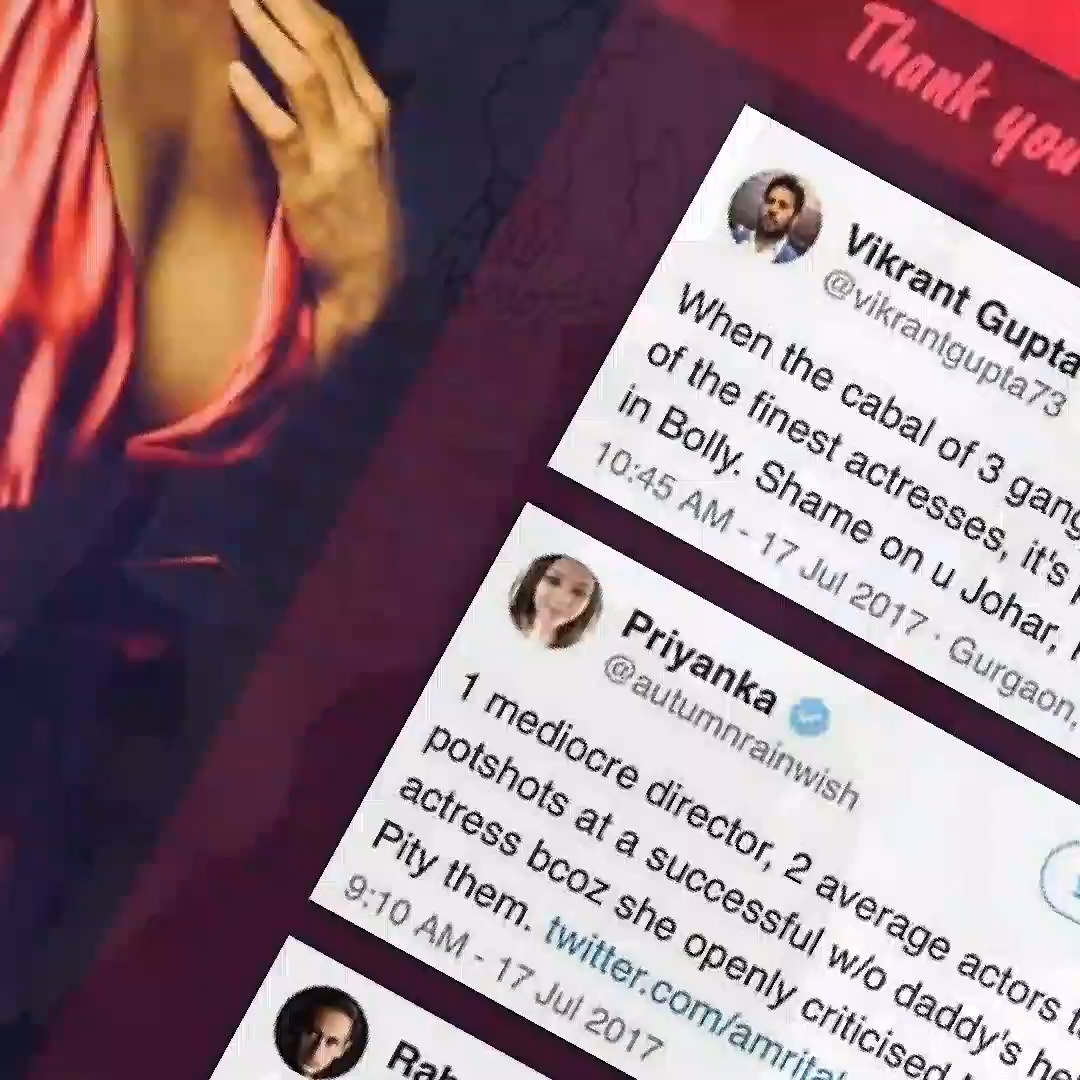 Thank you
Vikrant Gupta
@vikrantgupta73
When the cabal of 3 gang
of the finest actresses, it's
in Bolly. Shame on u Johar,
10:45 AM - 17 Jul 2017 · Gurgaon,
Priyanka
@autumnrainwish
1 mediocre director, 2 average actors
potshots at a successful w/o daddy's
actress bcoz she openly criticised
Pity them. twitter.com/amrita
9:10 AM - 17 Jul 2017